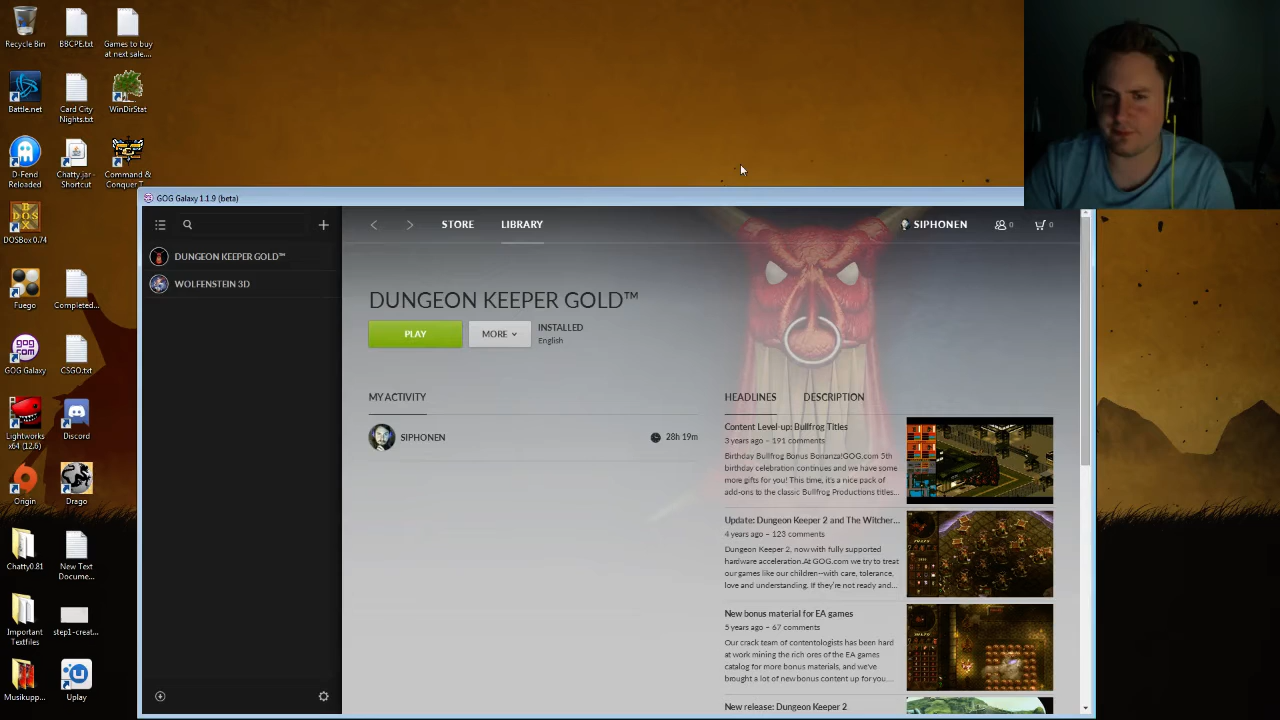 Recycle Bin
BBCPE.txt
Games to buy
at next sale....
Battle.net
Card City
Nights.txt
WinDirStat
D-Fend
Reloaded
Chatty.jar -
Shortcut
Command &
Conquer T...
DOSBox 0.74
Fuego
Completed...
GOG Galaxy
CSGO.txt
Lightworks
x64 (12.6)
Discord
Origin
Drago
Chatty0.81
New Text
Docume...
Important
Textfiles
step1-creat...
Musikupp...
Uplay
GOG Galaxy 1.1.9 (beta)
STORE
LIBRARY
SIPHONEN
0
0
DUNGEON KEEPER GOLD™
WOLFENSTEIN 3D
DUNGEON KEEPER GOLD™
PLAY
MORE
INSTALLED
English
MY ACTIVITY
SIPHONEN
28h 19m
HEADLINES
DESCRIPTION
Content Level-up: Bullfrog Titles
3 years ago – 191 comments
Birthday Bullfrog Bonus Bonanza!GOG.com 5th
birthday celebration continues and we have some
more gifts for you! This time, it's a nice pack of
add-ons to the classic Bullfrog Productions titles...
Update: Dungeon Keeper 2 and The Witcher...
4 years ago – 123 comments
Dungeon Keeper 2, now with fully supported
hardware acceleration.At GOG.com we try to treat
our games like our children--with care, tolerance,
love and understanding. If they're not ready and...
New bonus material for EA games
5 years ago – 67 comments
Our crack team of contentologists has been hard
at work mining the rich ores of the EA games
catalog for more bonus materials, and we've
brought a lot of new bonus content up for you...
New release: Dungeon Keeper 2